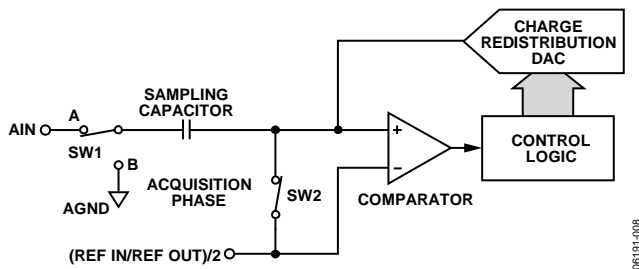 CHARGE
REDISTRIBUTION
DAC
SAMPLING
CAPACITOR
A
AIN
SW1
B
AGND
ACQUISITION
PHASE
SW2
+
−
COMPARATOR
CONTROL
LOGIC
(REF IN/REF OUT)/2
06191-008